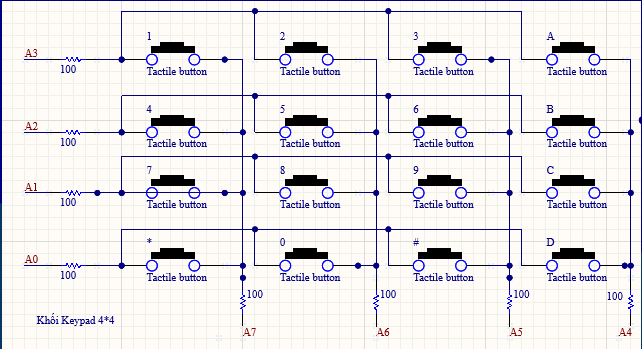 1 2 3 A
A3
100
Tactile button Tactile button Tactile button Tactile button
4 5 6 B
A2
100
Tactile button Tactile button Tactile button Tactile button
7 8 9 C
A1
100
Tactile button Tactile button Tactile button Tactile button
* 0 # D
A0
100
Tactile button Tactile button Tactile button Tactile button
100 100 100 100
Khối Keypad 4*4
A7 A6 A5 A4